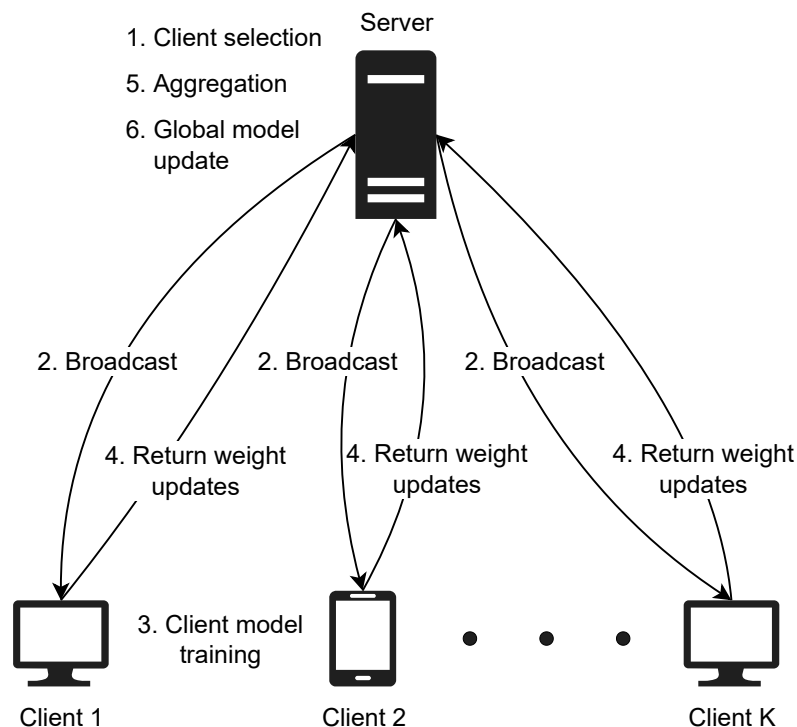 Server
1. Client selection
5. Aggregation
6. Global model
update
2. Broadcast
2. Broadcast
2. Broadcast
4. Return weight
updates
4. Return weight
updates
4. Return weight
updates
3. Client model
training
Client 1
Client 2
Client K